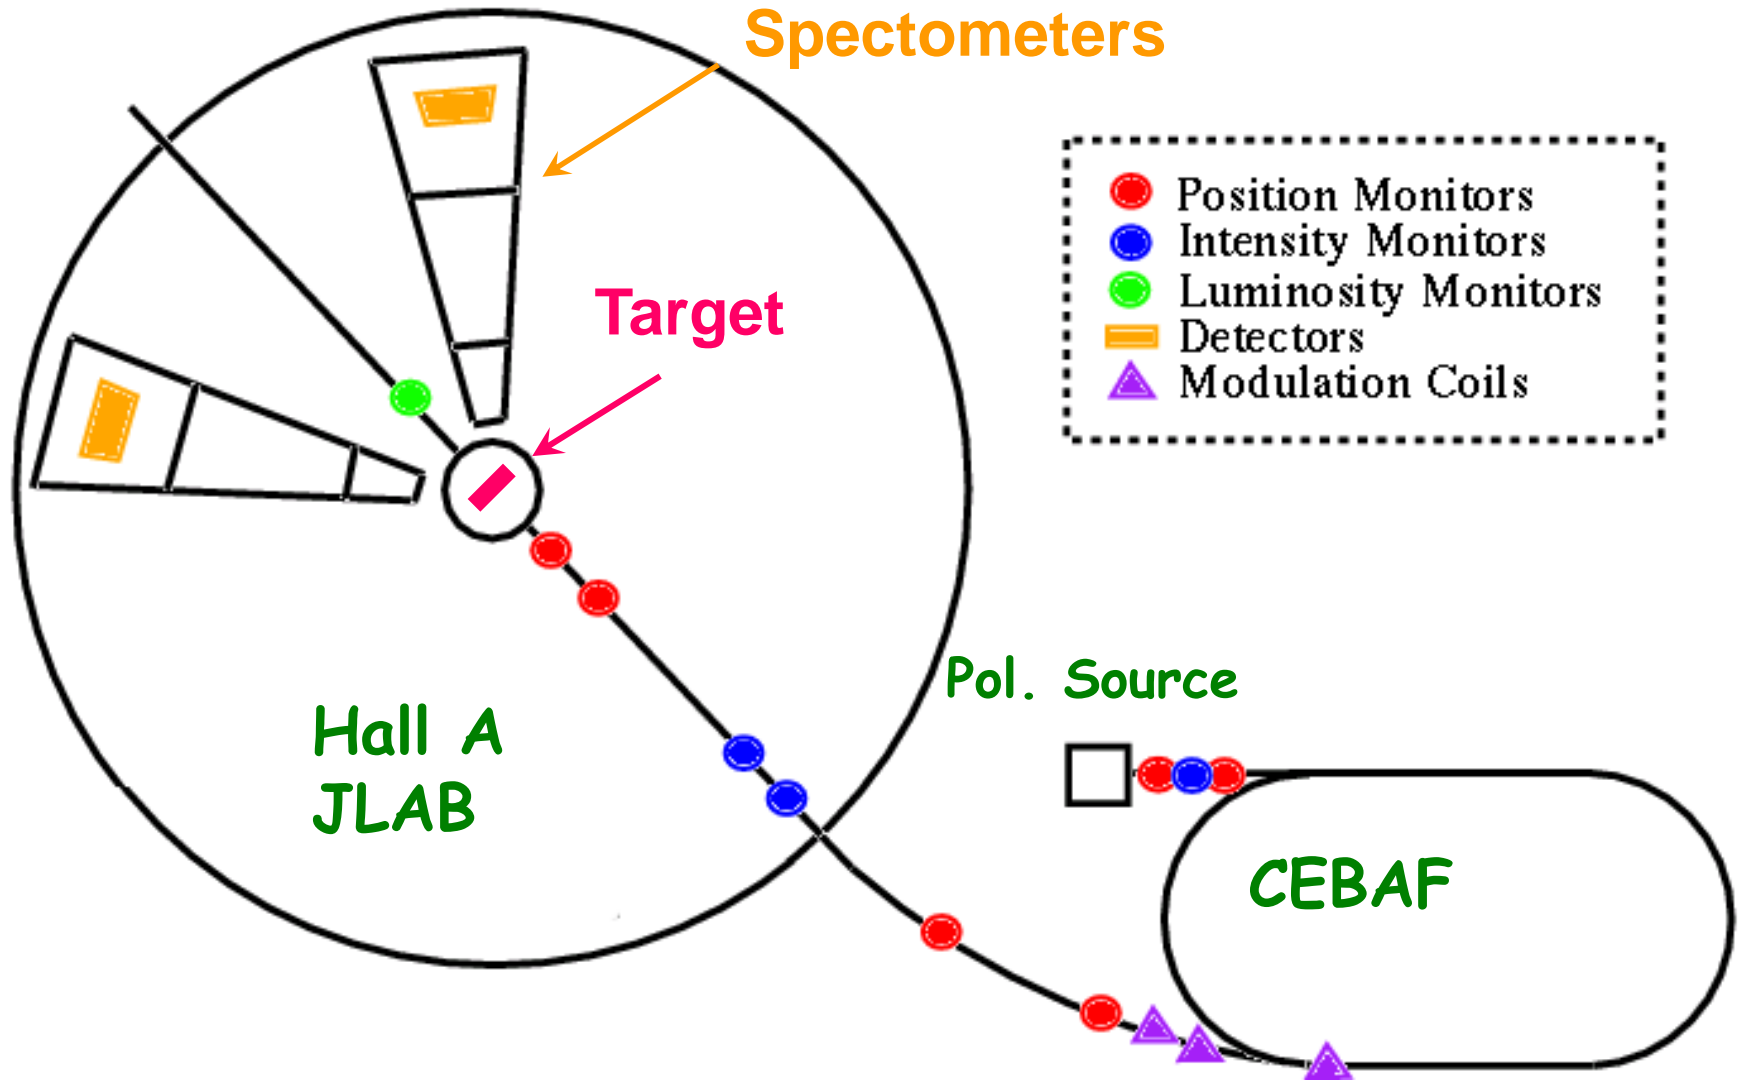 Spectometers
Position Monitors
Intensity Monitors
Luminosity Monitors
Detectors
Modulation Coils
Target
Pol. Source
Hall A
JLAB
CEBAF